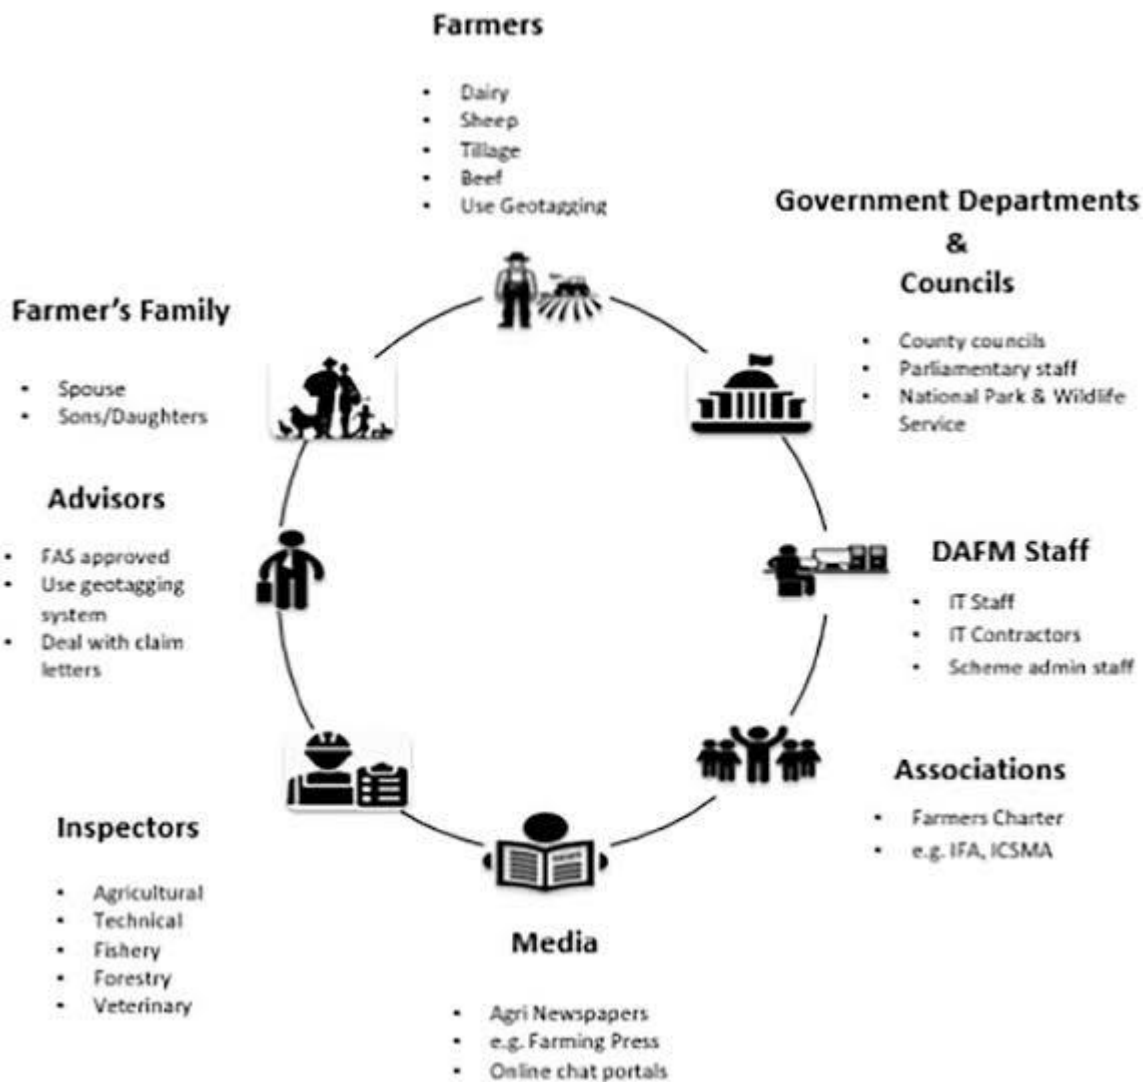 Farmers
• Dairy
• Sheep
• Tillage
• Beef
• Use Geotagging
Government Departments
&
Councils
• County councils
• Parliamentary staff
• National Park & Wildlife
Service
DAFM Staff
• IT Staff
• IT Contractors
• Scheme admin staff
Associations
• Farmers Charter
• e.g. IFA, ICSMA
Media
• Agri Newspapers
• e.g. Farming Press
• Online chat portals
Inspectors
• Agricultural
• Technical
• Fishery
• Forestry
• Veterinary
Advisors
• FAS approved
• Use geotagging
system
• Deal with claim
letters
Farmer's Family
• Spouse
• Sons/Daughters